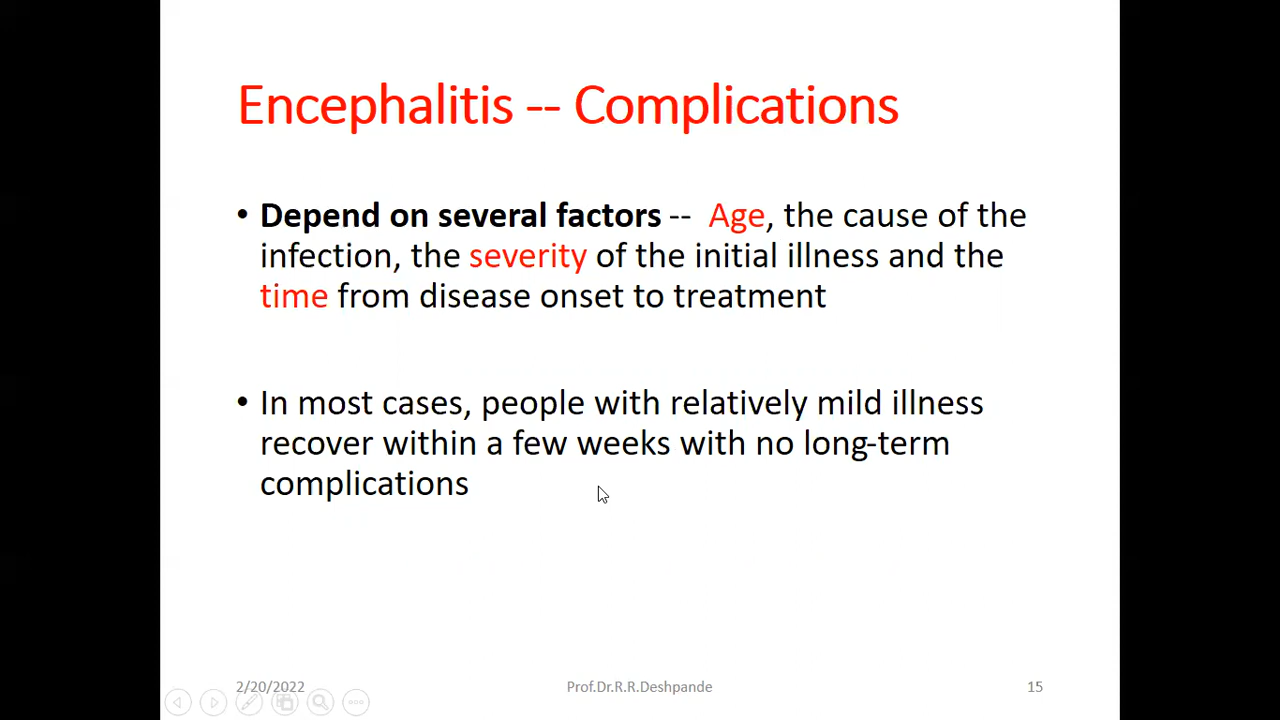 Encephalitis -- Complications
• Depend on several factors -- Age, the cause of the
infection, the severity of the initial illness and the
time from disease onset to treatment
• In most cases, people with relatively mild illness
recover within a few weeks with no long-term
complications
2/20/2022
Prof.Dr.R.R.Deshpande
15